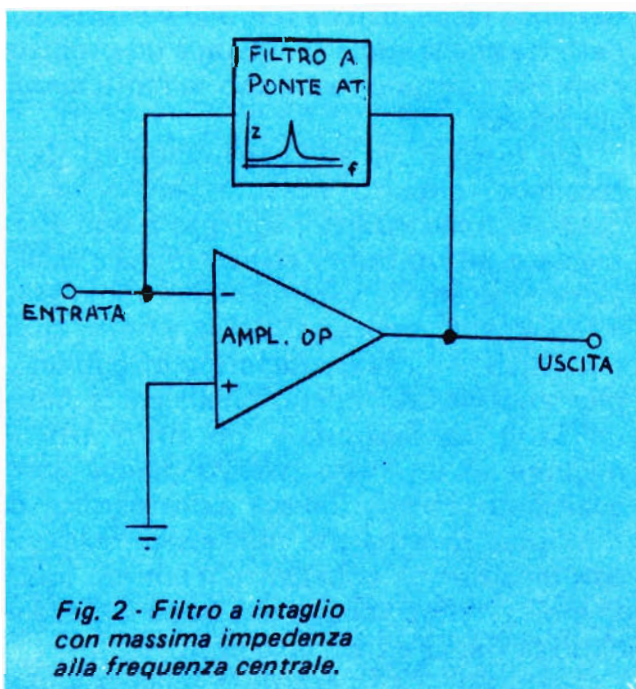 FILTRO A
PONTE AT.
Z
f
ENTRATA
-
AMPL. OP
+
USCITA
Fig. 2 - Filtro a intaglio
con massima impedenza
alla frequenza centrale.